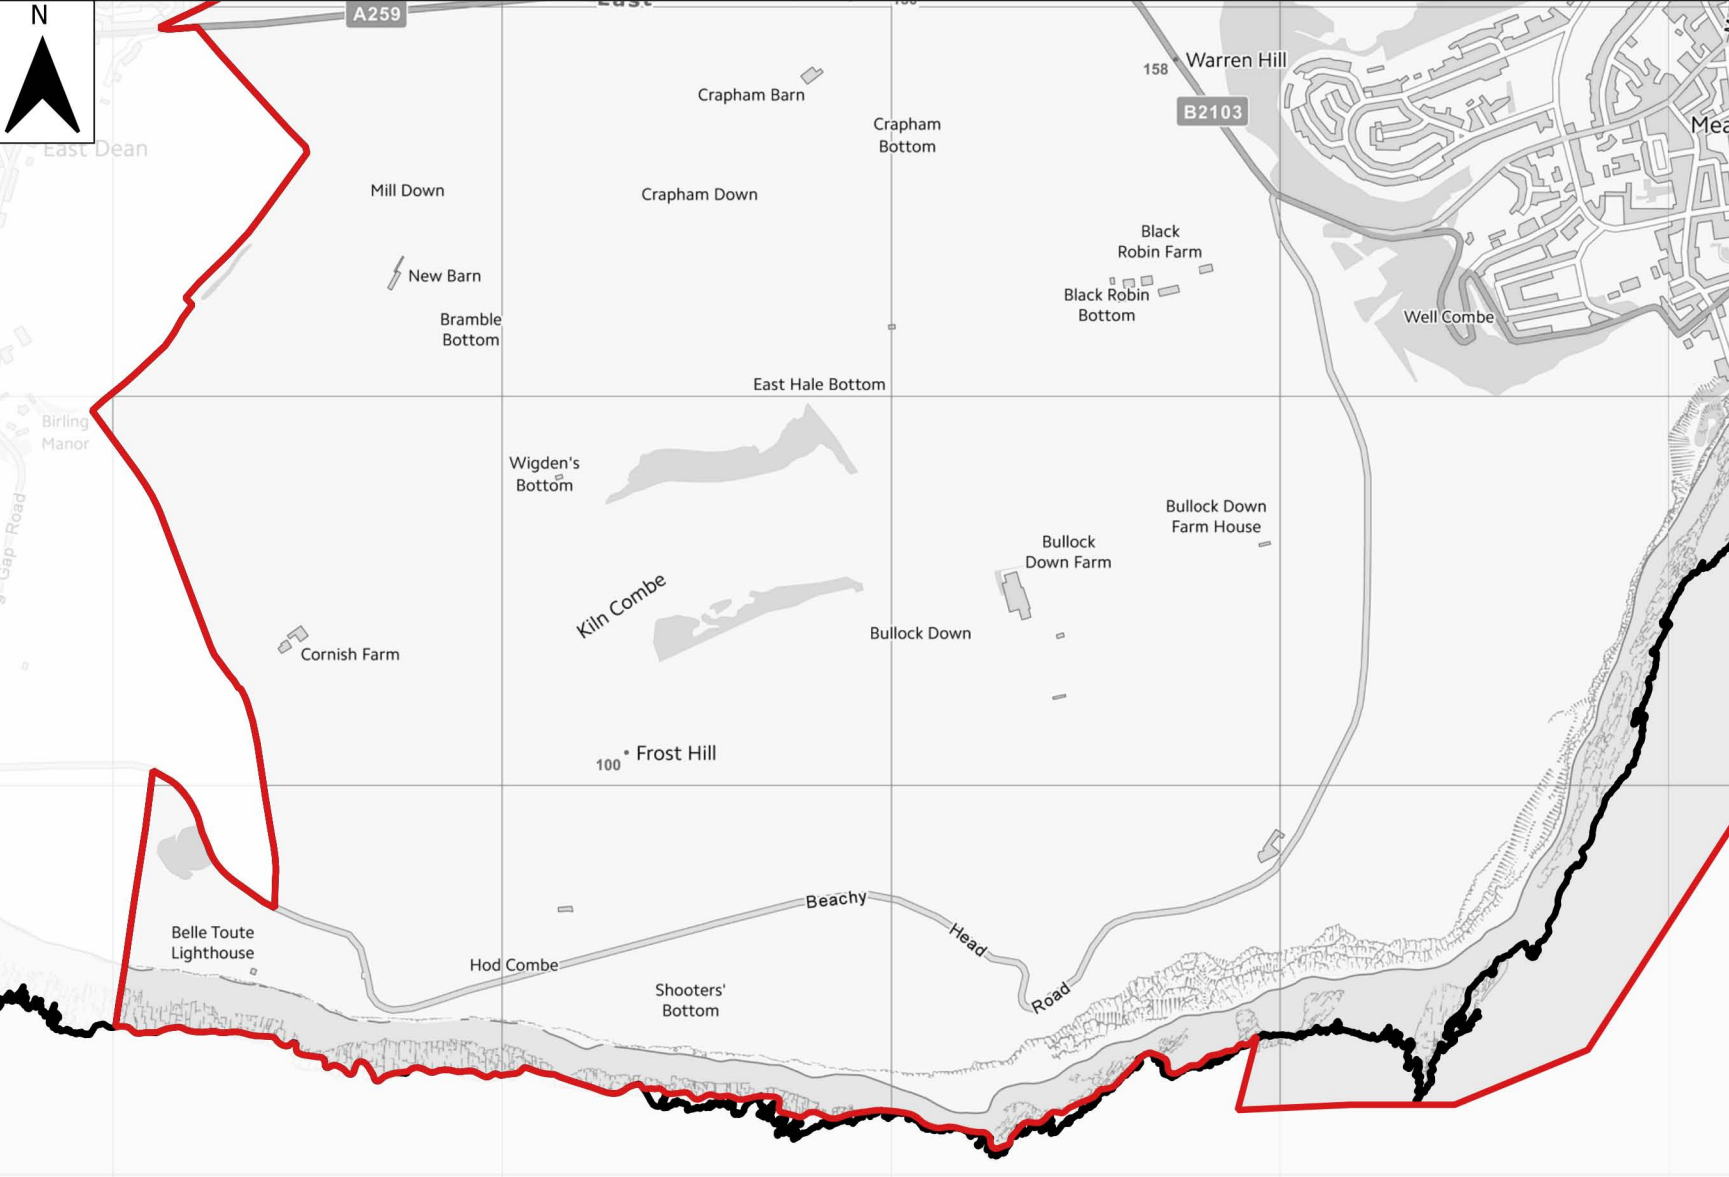 N
A259
East
158
Warren Hill
Crapham Barn
B2103
Crapham
Bottom
East Dean
Mill Down
Crapham Down
Black
Robin Farm
New Barn
Black Robin
Bottom
Bramble
Bottom
Well Combe
East Hale Bottom
Birling
Manor
Wigden's
Bottom
Gap Road
Bullock Down
Farm House
Bullock
Down Farm
Kiln Combe
Bullock Down
Cornish Farm
100
Frost Hill
Beachy
Head
Road
Belle Toute
Lighthouse
Hod Combe
Shooters'
Bottom